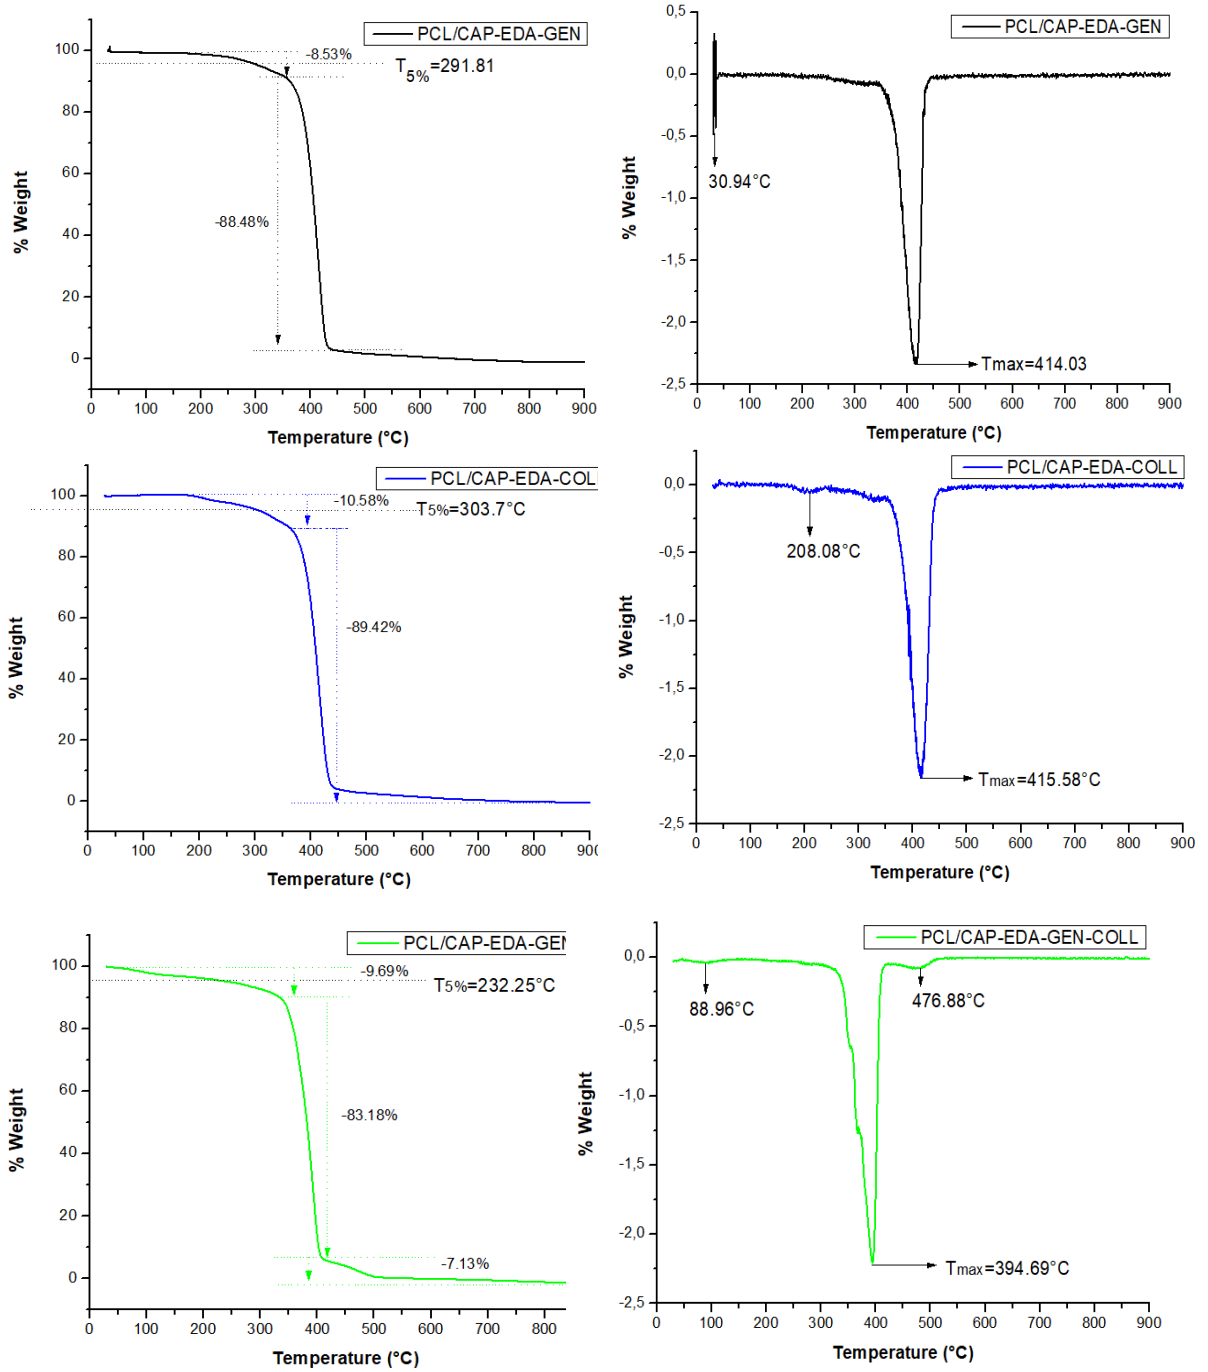 PCL/CAP-EDA-GEN
-8.53%
T5%=291.81
-88.48%
100
80
60
40
20
0
% Weight
0 100 200 300 400 500 600 700 800 900
Temperature (°C)
PCL/CAP-EDA-GEN
0,5
0,0
-0,5
-1,0
-1,5
-2,0
-2,5
% Weight
30.94°C
Tmax=414.03
0 100 200 300 400 500 600 700 800 900
Temperature (°C)
PCL/CAP-EDA-COL
-10.58%
T5%=303.7°C
-89.42%
100
80
60
40
20
0
% Weight
0 100 200 300 400 500 600 700 800 900
Temperature (°C)
PCL/CAP-EDA-COLL
0,0
-0,5
-1,0
-1,5
-2,0
-2,5
% Weight
208.08°C
Tmax=415.58°C
0 100 200 300 400 500 600 700 800 900
Temperature (°C)
PCL/CAP-EDA-GEN
-9.69%
T5%=232.25°C
-83.18%
-7.13%
100
80
60
40
20
0
% Weight
0 100 200 300 400 500 600 700 800
Temperature (°C)
PCL/CAP-EDA-GEN-COLL
0,0
-0,5
-1,0
-1,5
-2,0
-2,5
% Weight
88.96°C
476.88°C
Tmax=394.69°C
0 100 200 300 400 500 600 700 800 900
Temperature (°C)